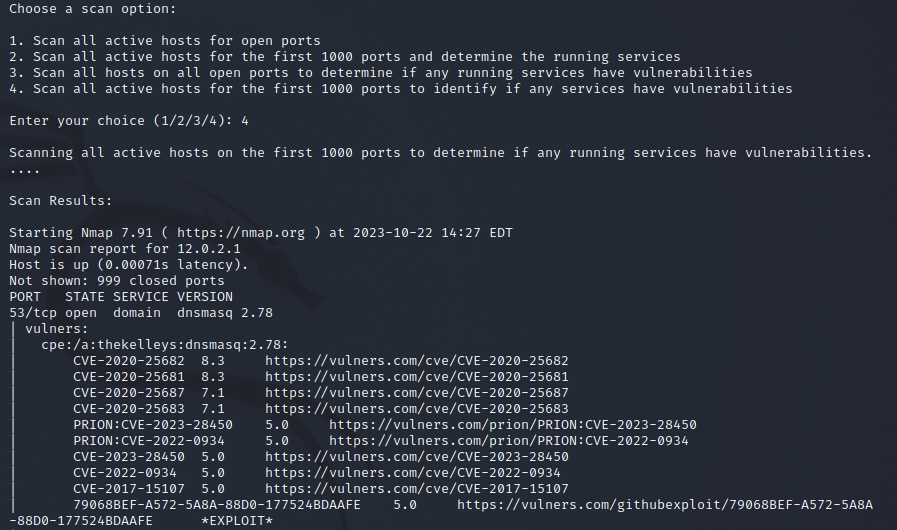 Choose a scan option:
1. Scan all active hosts for open ports
2. Scan all active hosts for the first 1000 ports and determine the running services
3. Scan all hosts on all open ports to determine if any running services have vulnerabilities
4. Scan all active hosts for the first 1000 ports to identify if any services have vulnerabilities
Enter your choice (1/2/3/4): 4
Scanning all active hosts on the first 1000 ports to determine if any running services have vulnerabilities.
....
Scan Results:
Starting Nmap 7.91 ( https://nmap.org ) at 2023-10-22 14:27 EDT
Nmap scan report for 12.0.2.1
Host is up (0.00071s latency).
Not shown: 999 closed ports
PORT   STATE SERVICE VERSION
53/tcp open  domain  dnsmasq 2.78
| vulners:
|   cpe:/a:thekelleys:dnsmasq:2.78:
|       CVE-2020-25682  8.3     https://vulners.com/cve/CVE-2020-25682
|       CVE-2020-25681  8.3     https://vulners.com/cve/CVE-2020-25681
|       CVE-2020-25687  7.1     https://vulners.com/cve/CVE-2020-25687
|       CVE-2020-25683  7.1     https://vulners.com/cve/CVE-2020-25683
|       PRION:CVE-2023-28450    5.0     https://vulners.com/prion/PRION:CVE-2023-28450
|       PRION:CVE-2022-0934     5.0     https://vulners.com/prion/PRION:CVE-2022-0934
|       CVE-2023-28450  5.0     https://vulners.com/cve/CVE-2023-28450
|       CVE-2022-0934   5.0     https://vulners.com/cve/CVE-2022-0934
|       CVE-2017-15107  5.0     https://vulners.com/cve/CVE-2017-15107
|       79068BEF-A572-5A8A-88D0-177524BDAAFE    5.0     https://vulners.com/githubexploit/79068BEF-A572-5A8A
-88D0-177524BDAAFE      *EXPLOIT*